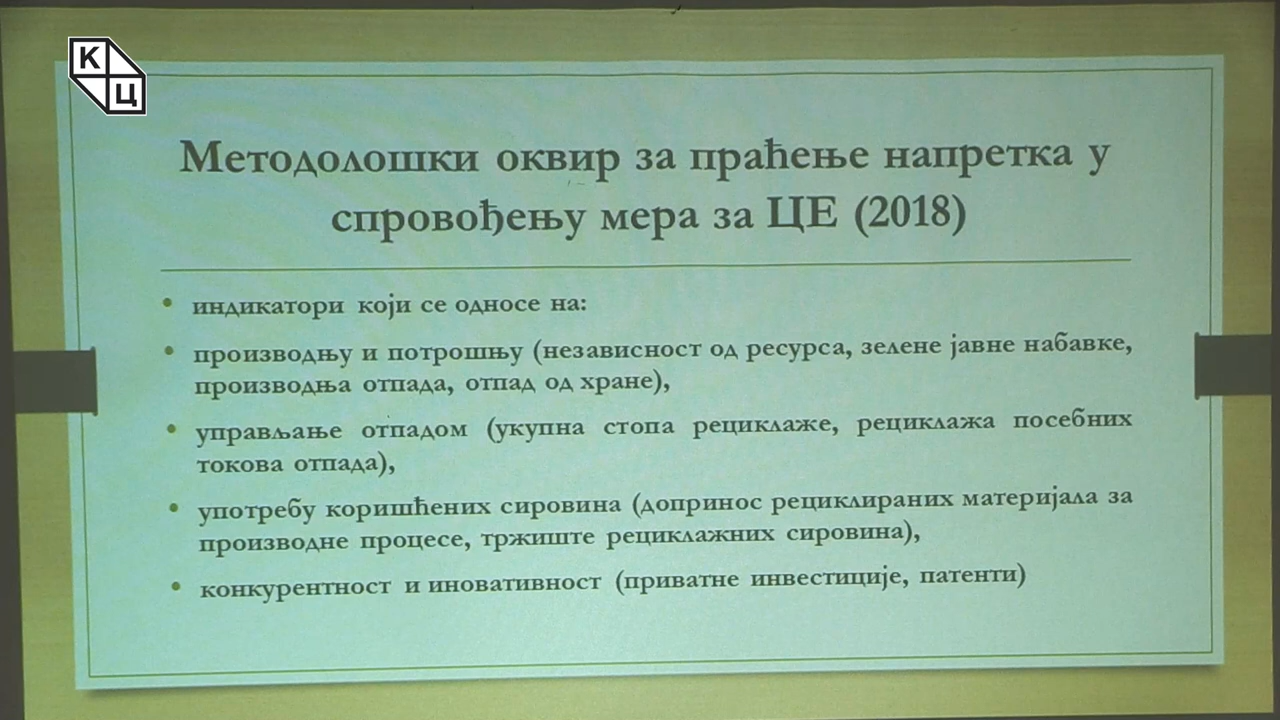 К
Ц
Методолошки оквир за праћење напретка у
спровођењу мера за ЦЕ (2018)
• индикатори који се односе на:
• производњу и потрошњу (независност од ресурса, зелене јавне набавке,
производња отпада, отпад од хране),
• управљање отпадом (укупна стопа рециклаже, рециклажа посебних
токова отпада),
• употребу коришћених сировина (допринос рециклираних материјала за
производне процесе, тржиште рециклажних сировина),
• конкурентност и иновативност (приватне инвестиције, патенти)